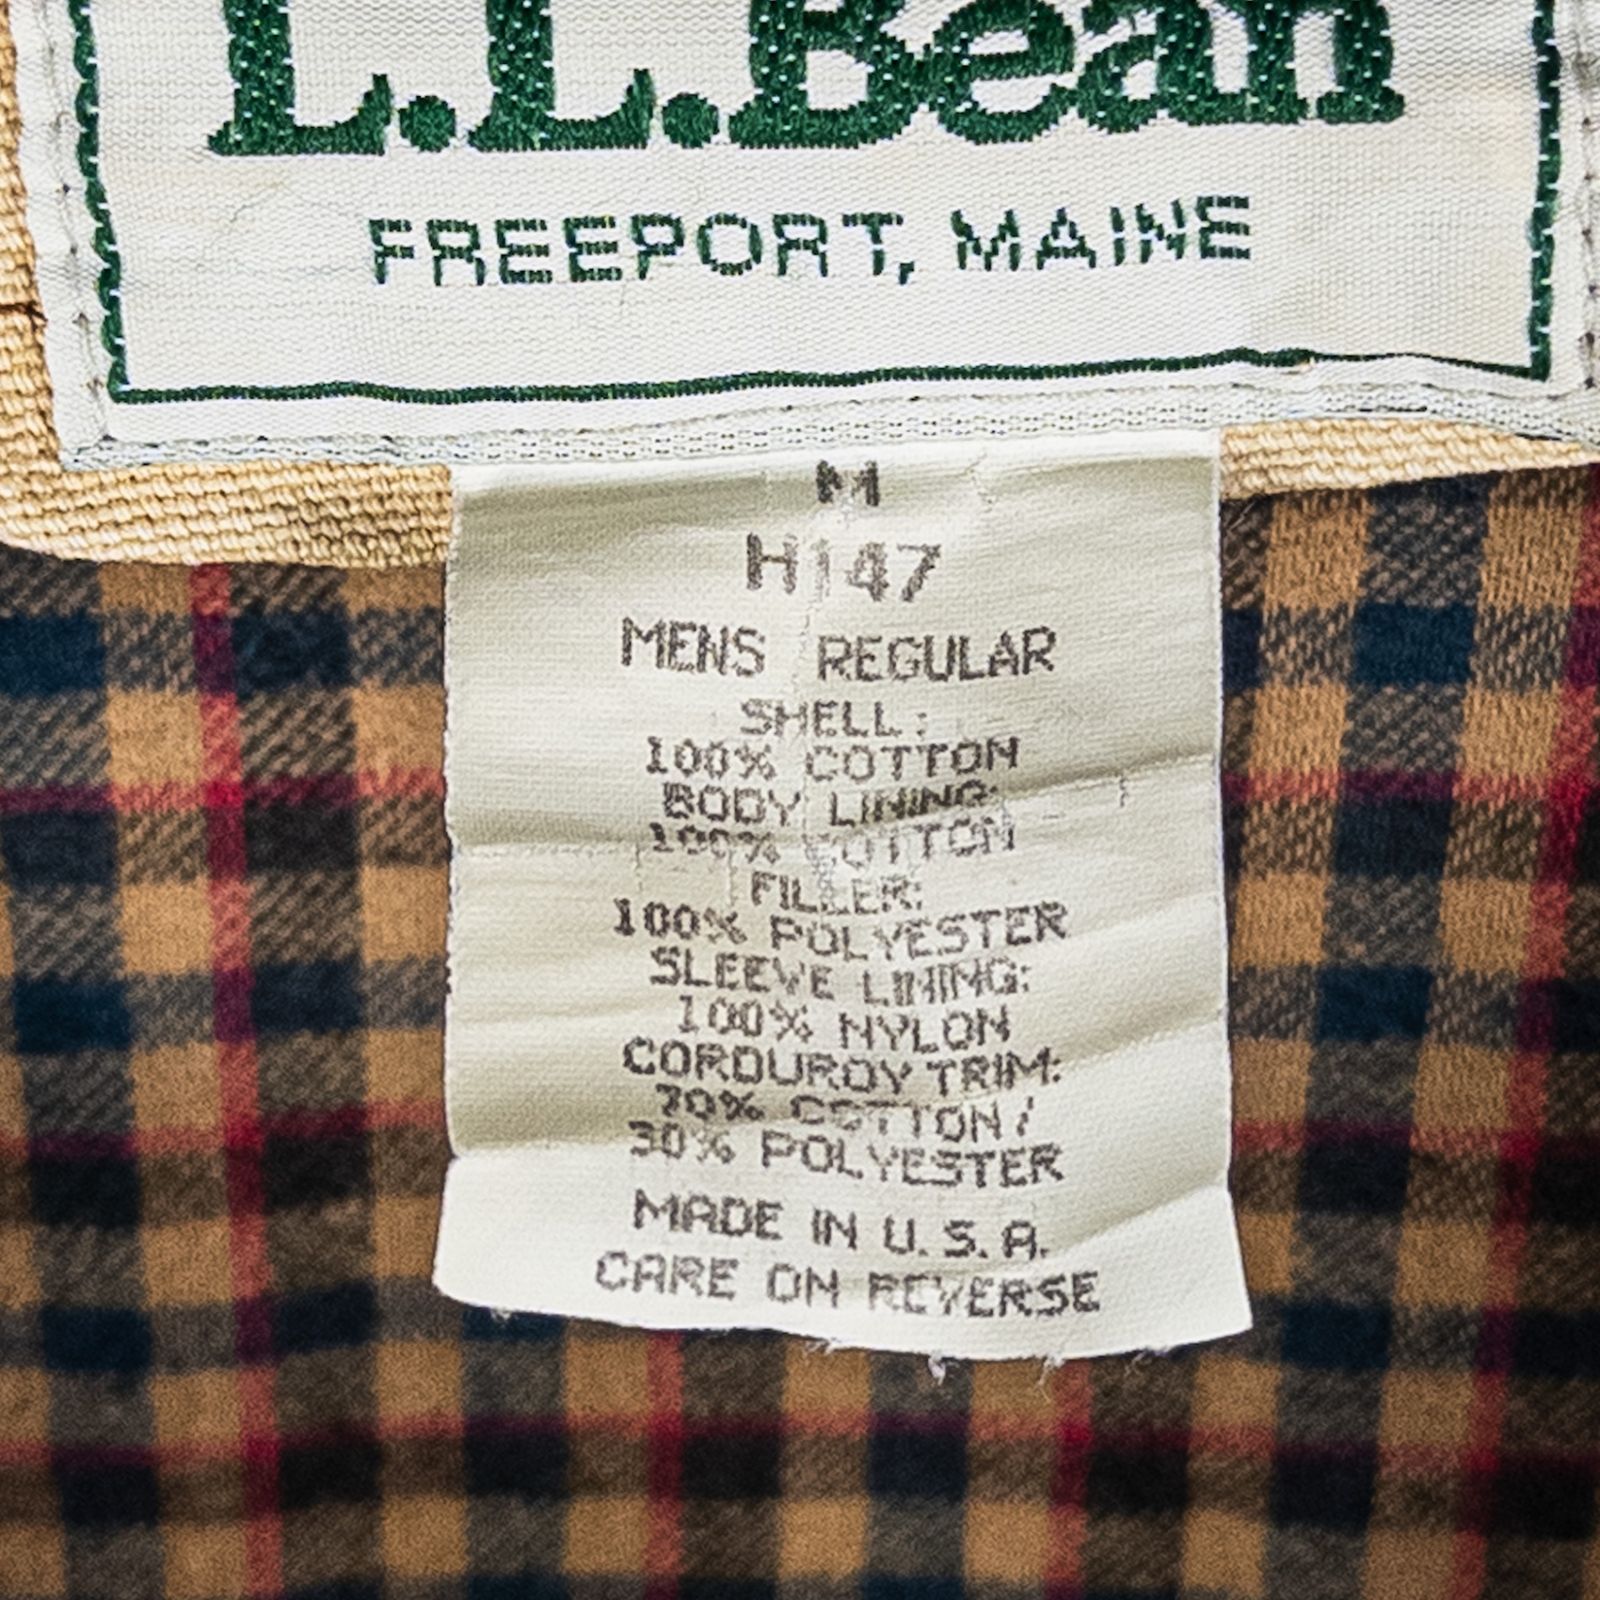 L.L.Bean
FREEPORT, MAINE
M
H147
MENS REGULAR
SHELL:
100% COTTON
BODY LINING:
100% COTTON
FILLER:
100% POLYESTER
SLEEVE LINING:
100% NYLON
CORDUROY TRIM:
70% COTTON/
30% POLYESTER
MADE IN U.S.A.
CARE ON REVERSE